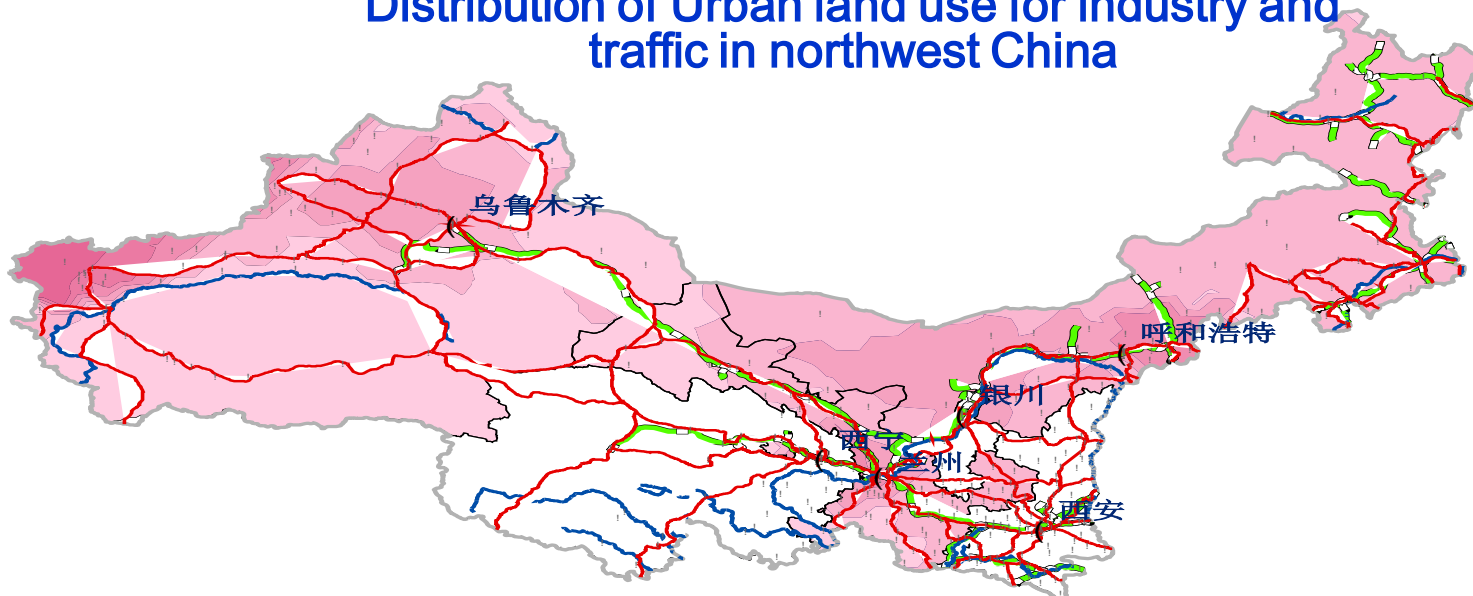 Distribution of Urban land use for industry and
traffic in northwest China
乌鲁木齐
呼和浩特
银川
西宁
兰州
西安